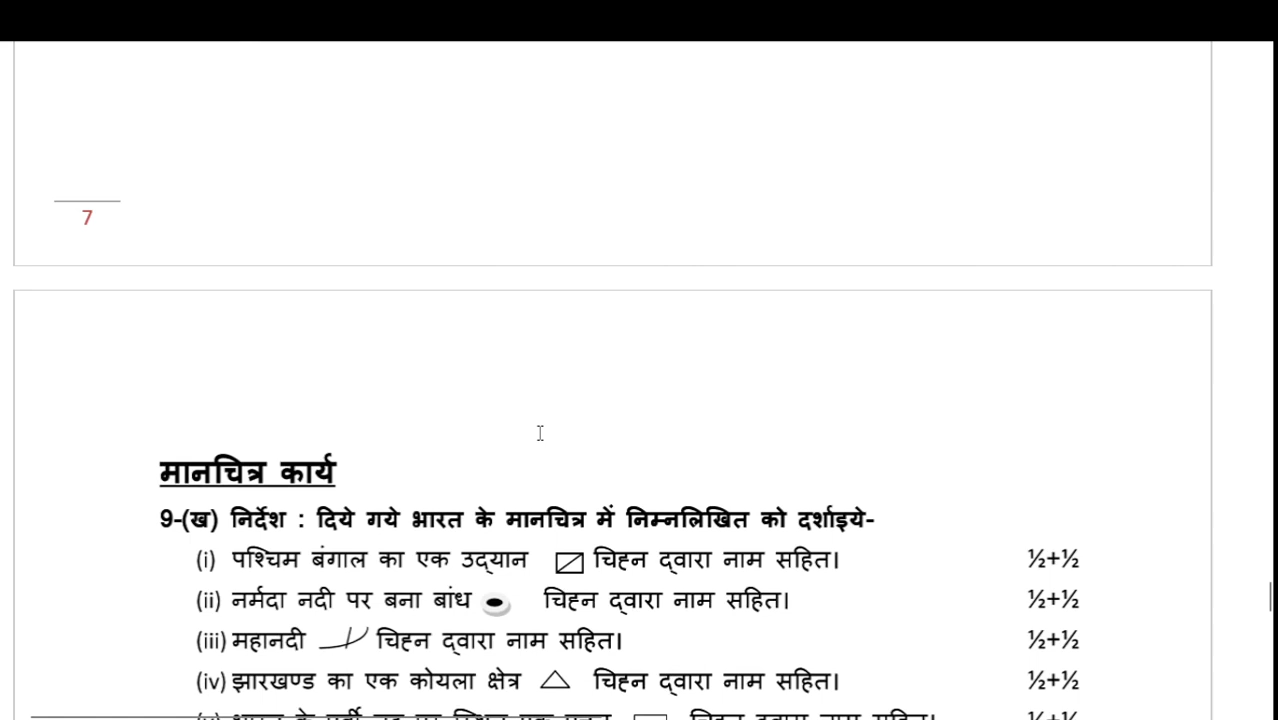 7
मानचित्र कार्य
9-(ख) निर्देश : दिये गये भारत के मानचित्र में निम्नलिखित को दर्शाइये-
(i) पश्चिम बंगाल का एक उद्यान चिह्न द्वारा नाम सहित। ½+½
(ii) नर्मदा नदी पर बना बांध चिह्न द्वारा नाम सहित। ½+½
(iii) महानदी चिह्न द्वारा नाम सहित। ½+½
(iv) झारखण्ड का एक कोयला क्षेत्र चिह्न द्वारा नाम सहित। ½+½